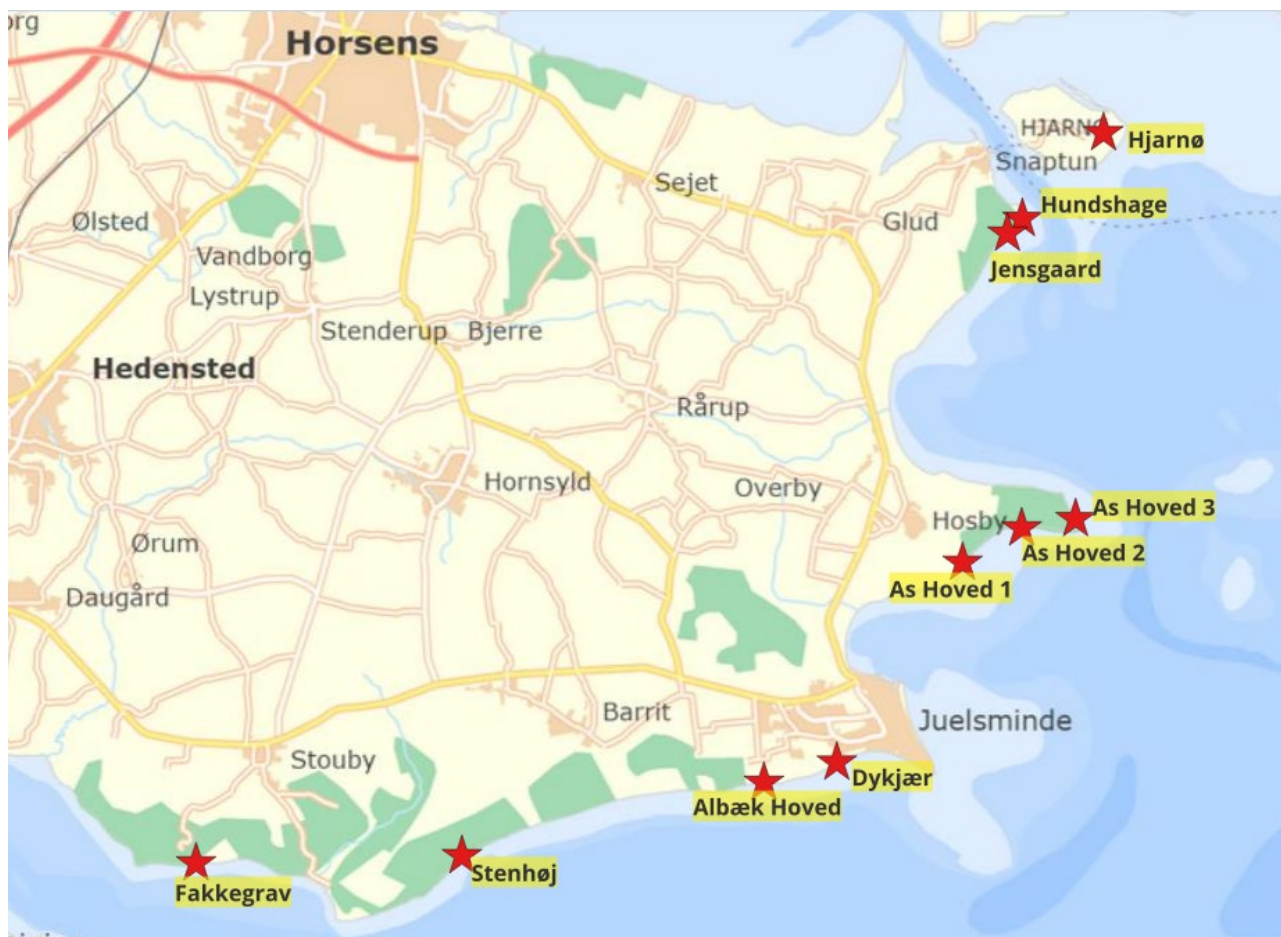 org
Horsens
HJARNØ
Hjarnø
Snaptun
Sejet
Hundshage
Ølsted
Glud
Vandborg
Jensgaard
Lystrup
Stenderup
Bjerre
Hedensted
Rårup
Hornsyld
Overby
As Hoved 3
Hosby
As Hoved 2
Ørum
As Hoved 1
Daugård
Barrit
Juelsminde
Stouby
Dykjær
Albæk Hoved
Stenhøj
Fakkegrav